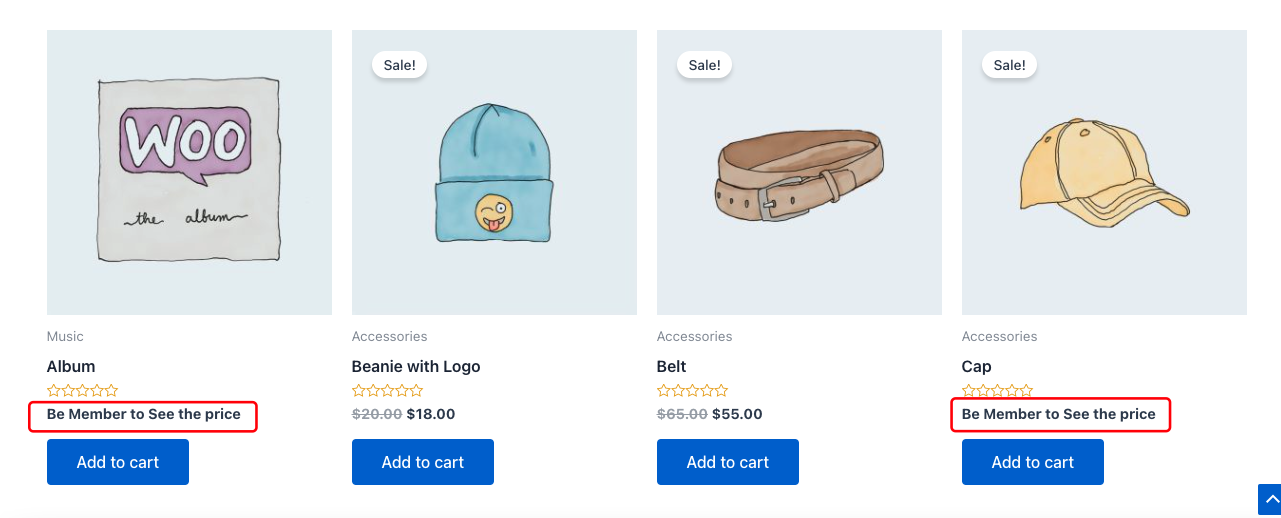 WOO
the album
Music
Album
Be Member to See the price
Add to cart
Sale!
Accessories
Beanie with Logo
$20.00 $18.00
Add to cart
Sale!
Accessories
Belt
$65.00 $55.00
Add to cart
Sale!
Accessories
Cap
Be Member to See the price
Add to cart